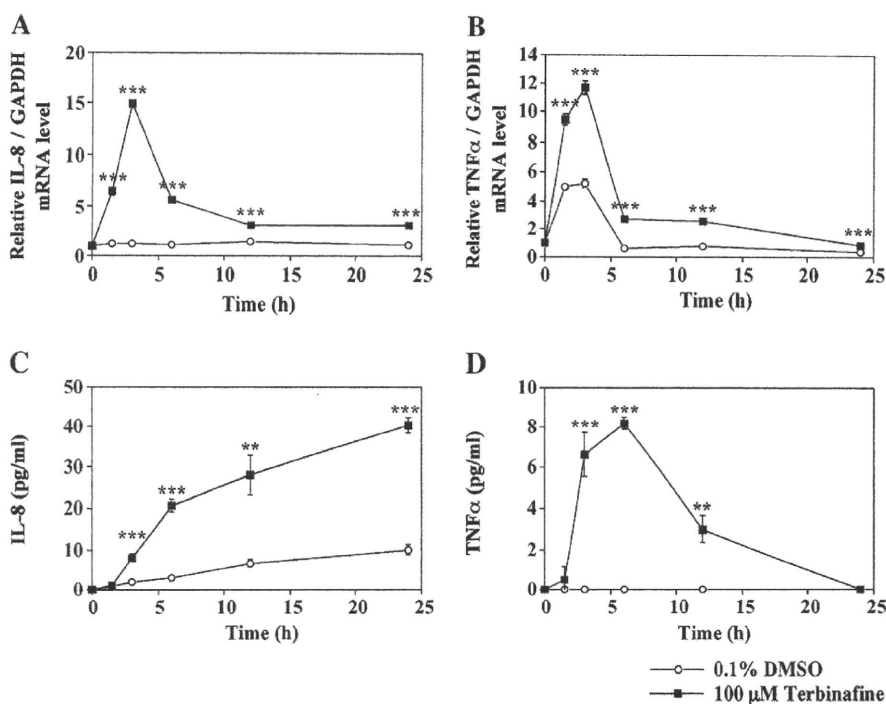 A
Relative IL-8 / GAPDH
mRNA level
20
15
10
5
0
***
***
***
***
***
0 5 10 15 20 25
Time (h)
B
Relative TNFα / GAPDH
mRNA level
14
12
10
8
6
4
2
0
***
***
***
***
***
0 5 10 15 20 25
Time (h)
C
IL-8 (pg/ml)
50
40
30
20
10
0
***
***
**
***
0 5 10 15 20 25
Time (h)
D
TNFα (pg/ml)
10
8
6
4
2
0
***
***
**
0 5 10 15 20 25
Time (h)
0.1% DMSO
100 μM Terbinafine